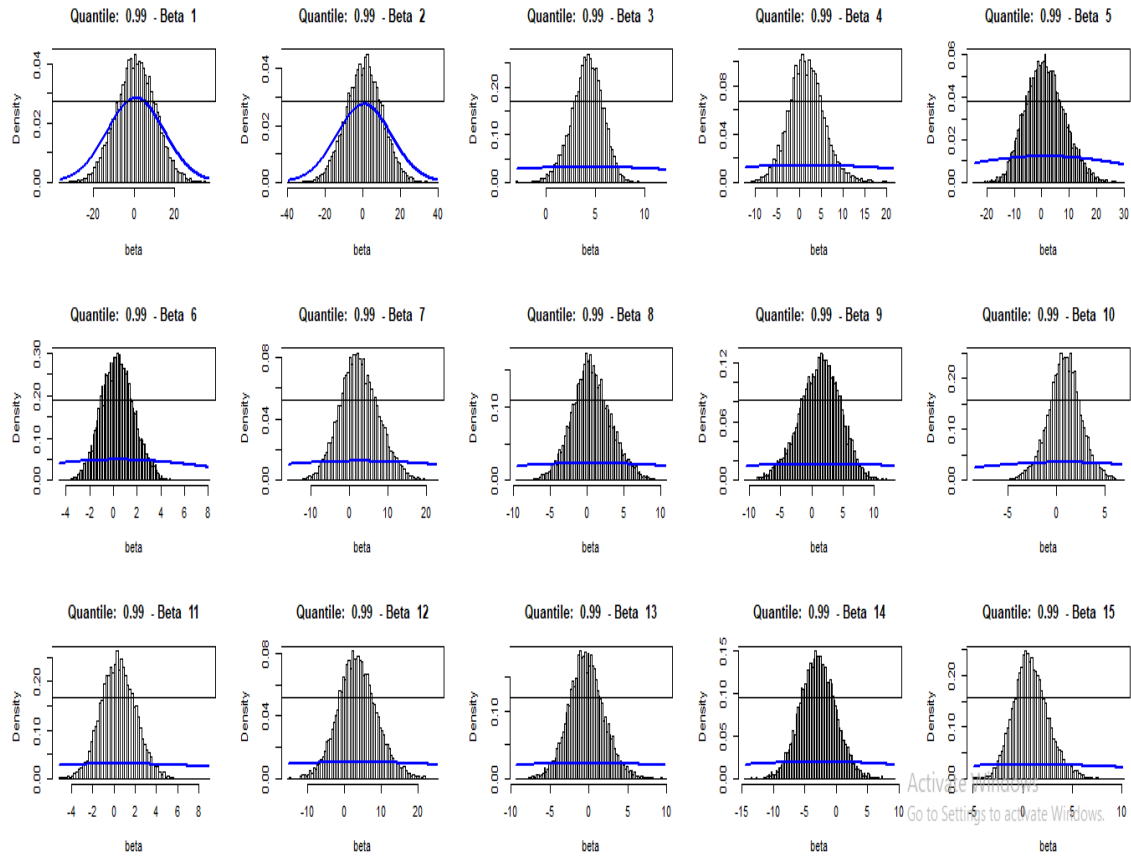 Quantile: 0.99 - Beta 1
Quantile: 0.99 - Beta 2
Quantile: 0.99 - Beta 3
Quantile: 0.99 - Beta 4
Quantile: 0.99 - Beta 5
Density
0.00 0.02 0.04
-20 0 20
beta
Density
0.00 0.02 0.04
-40 -20 0 20 40
beta
Density
0.00 0.10 0.20
0 5 10
beta
Density
0.00 0.04 0.08
-10 -5 0 5 10 15 20
beta
Density
0.00 0.02 0.04 0.06
-20 -10 0 10 20 30
beta
Quantile: 0.99 - Beta 6
Quantile: 0.99 - Beta 7
Quantile: 0.99 - Beta 8
Quantile: 0.99 - Beta 9
Quantile: 0.99 - Beta 10
Density
0.00 0.10 0.20 0.30
-4 -2 0 2 4 6 8
beta
Density
0.00 0.04 0.08
-10 0 10 20
beta
Density
0.00 0.10
-10 -5 0 5 10
beta
Density
0.00 0.06 0.12
-10 -5 0 5 10
beta
Density
0.00 0.10 0.20
-5 0 5
beta
Quantile: 0.99 - Beta 11
Quantile: 0.99 - Beta 12
Quantile: 0.99 - Beta 13
Quantile: 0.99 - Beta 14
Quantile: 0.99 - Beta 15
Density
0.00 0.10 0.20
-4 -2 0 2 4 6 8
beta
Density
0.00 0.04 0.08
-10 0 10 20
beta
Density
0.00 0.10
-10 -5 0 5 10
beta
Density
0.00 0.05 0.10 0.15
-15 -10 -5 0 5 10
beta
Density
0.00 0.10 0.20
-5 0 5 10
beta
Activate Windows
Go to Settings to activate Windows.